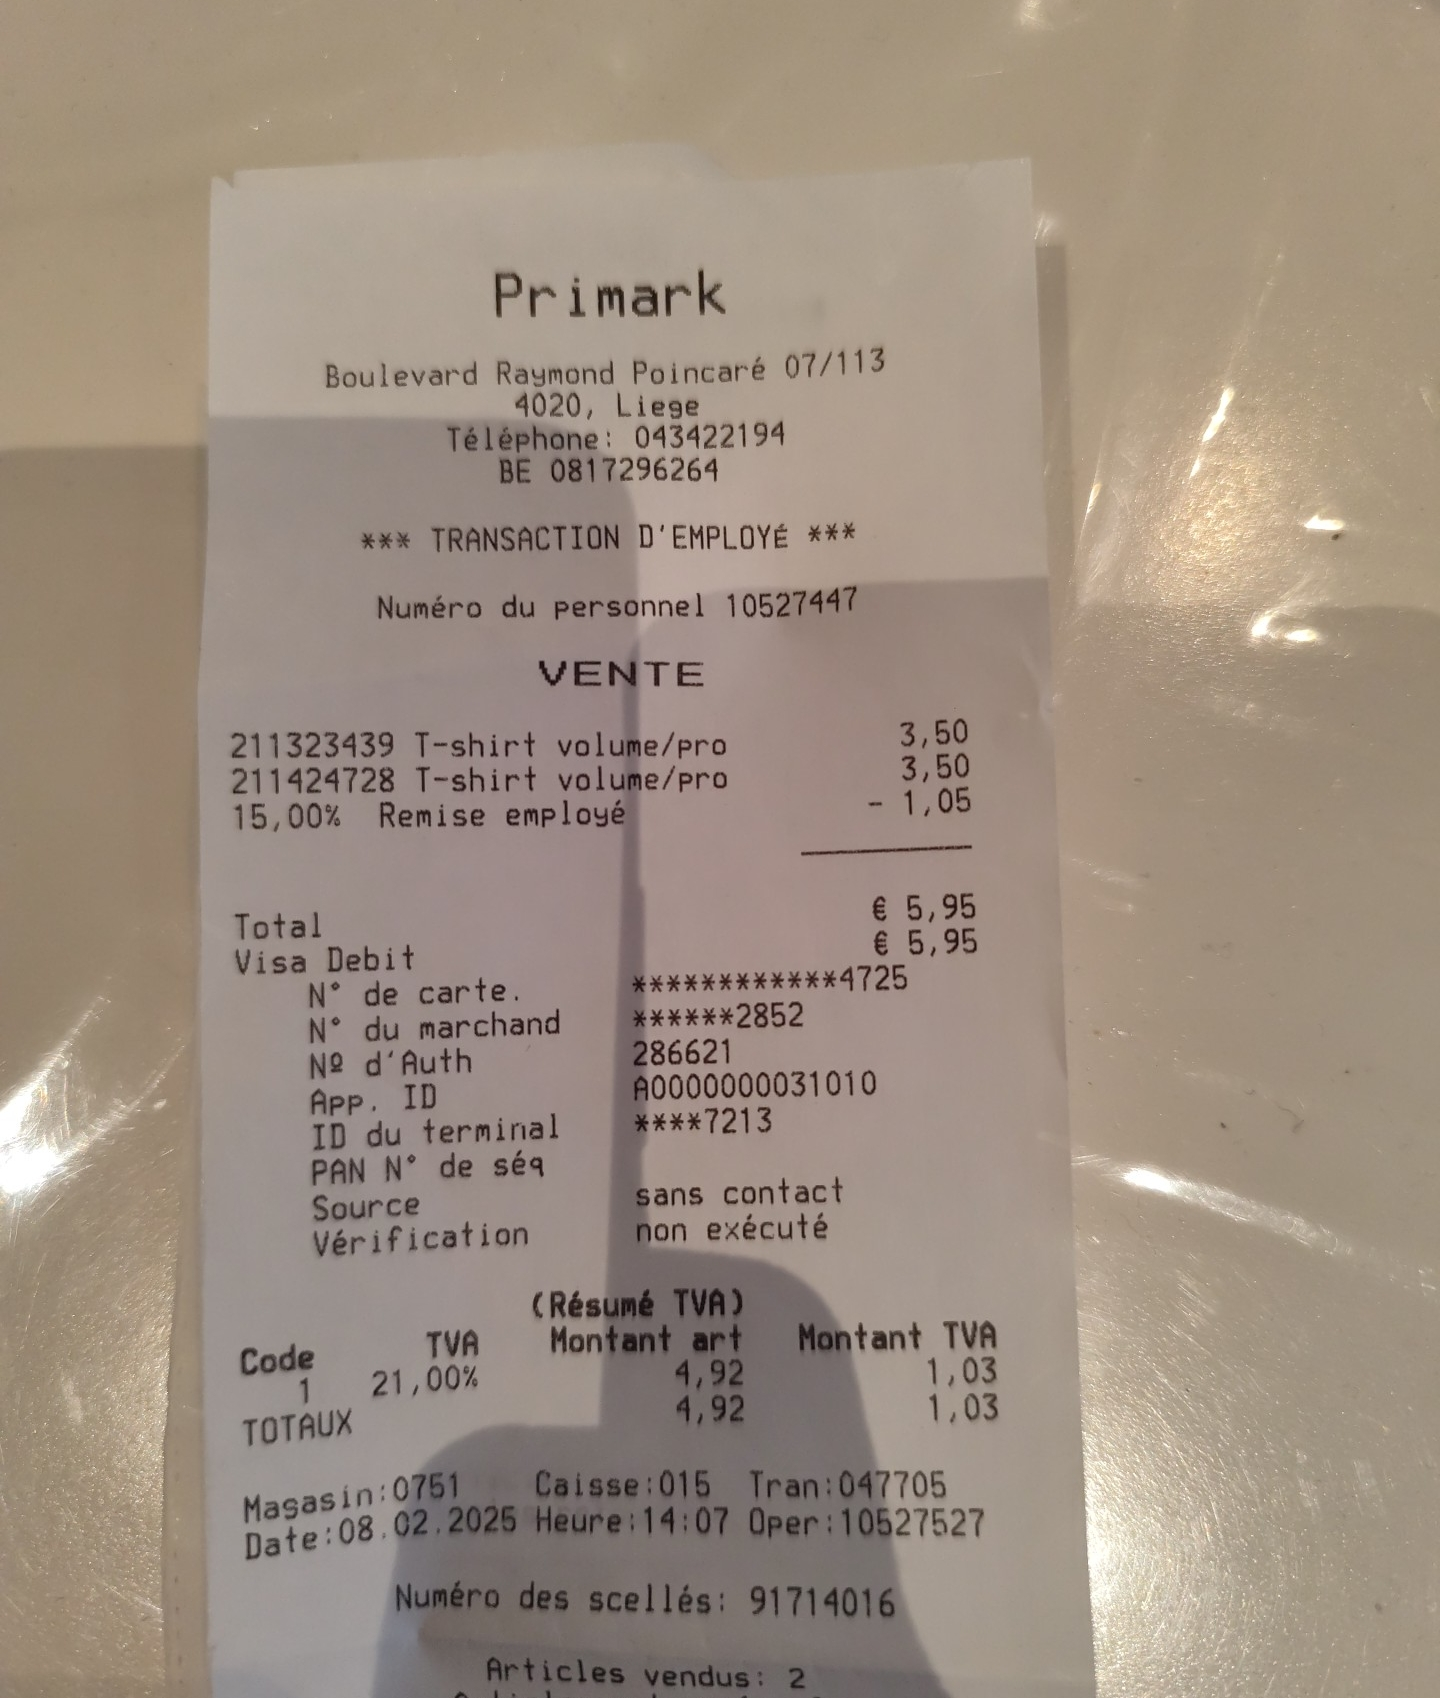 Primark
Boulevard Raymond Poincaré 07/113
4020, Liege
Téléphone: 043422194
BE 0817296264
*** TRANSACTION D'EMPLOYÉ ***
Numéro du personnel 10527447
VENTE
211323439 T-shirt volume/pro 3,50
211424728 T-shirt volume/pro 3,50
15,00% Remise employé - 1,05
Total € 5,95
Visa Debit € 5,95
N° de carte. ************4725
N° du marchand ******2852
Nº d'Auth 286621
App. ID A0000000031010
ID du terminal ****7213
PAN N° de séq
Source sans contact
Vérification non exécuté
(Résumé TVA)
Code TVA Montant art Montant TVA
1 21,00% 4,92 1,03
TOTAUX 4,92 1,03
Magasin:0751 Caisse:015 Tran:047705
Date:08.02.2025 Heure:14:07 Oper:10527527
Numéro des scellés: 91714016
Articles vendus: 2